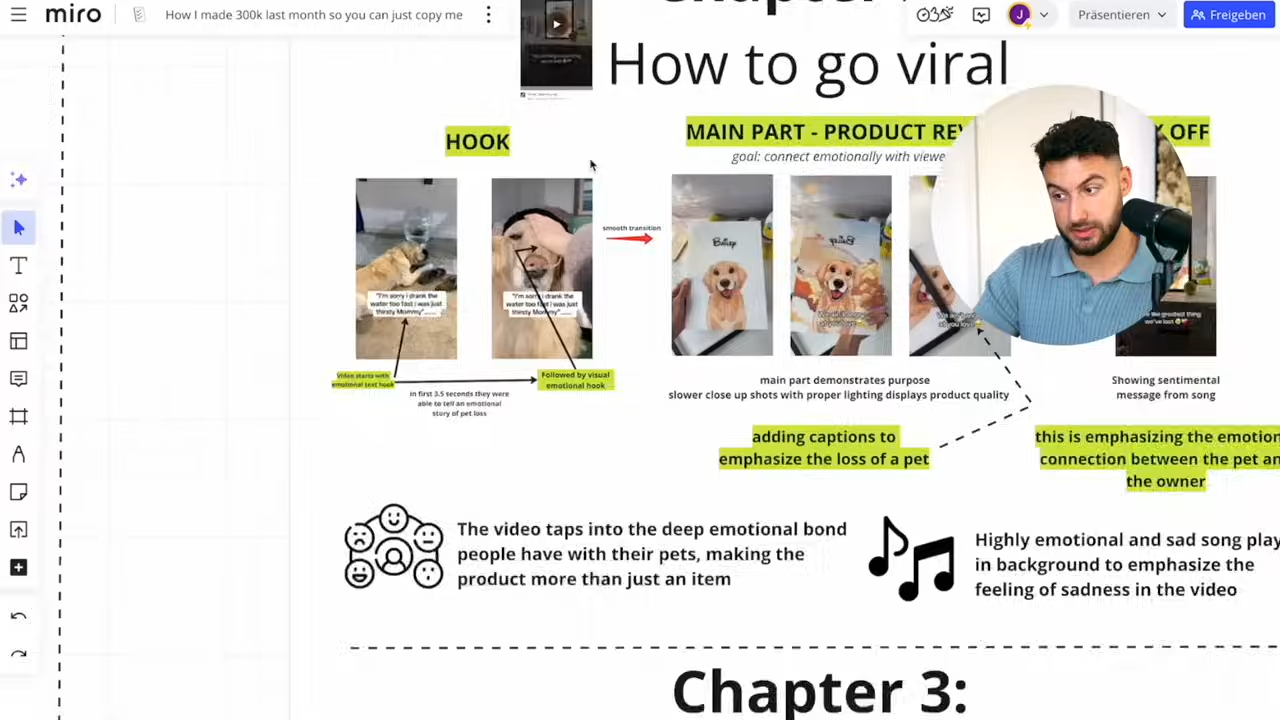 miro
How I made 300k last month so you can just copy me
J
Präsentieren
Freigeben
How to go viral
HOOK
MAIN PART - PRODUCT REV
OFF
goal: connect emotionally with viewe
smooth transition
"I'm sorry i drank the
water too fast i was just
thirsty Mommy"
"I'm sorry i drank the
water too fast i was just
thirsty Mommy"
Bailey
Video starts with
emotional text hook
Followed by visual
emotional hook
in first 3.5 seconds they were
able to tell an emotional
story of pet loss
main part demonstrates purpose
slower close up shots with proper lighting displays product quality
Showing sentimental
message from song
adding captions to
emphasize the loss of a pet
this is emphasizing the emotion
connection between the pet an
the owner
The video taps into the deep emotional bond
people have with their pets, making the
product more than just an item
Highly emotional and sad song play
in background to emphasize the
feeling of sadness in the video
Chapter 3: